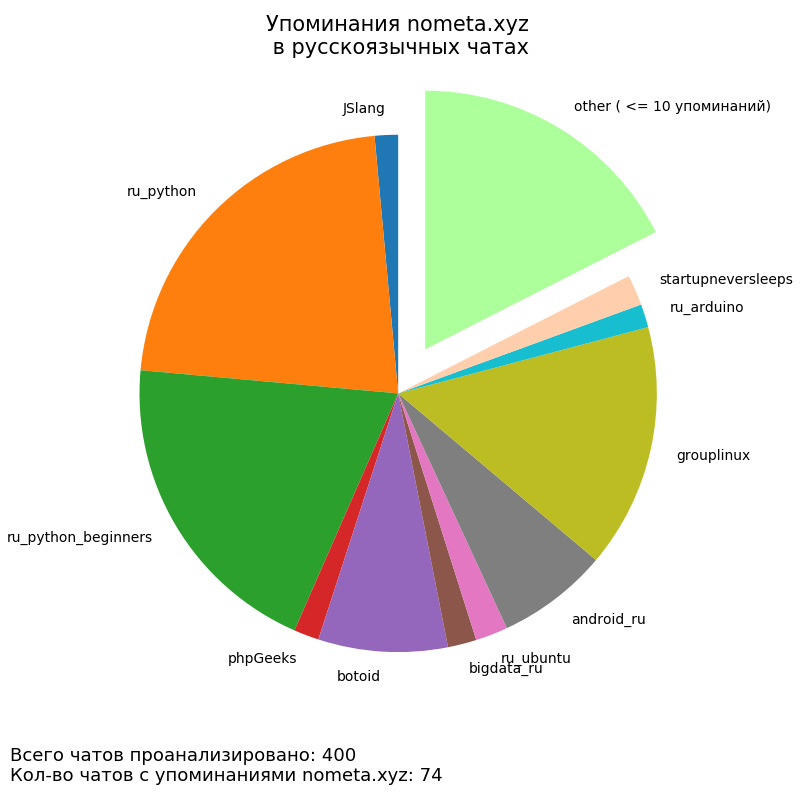 Упоминания nometa.xyz
в русскоязычных чатах
other ( <= 10 упоминаний)
JSlang
ru_python
startupneversleeps
ru_arduino
grouplinux
ru_python_beginners
android_ru
phpGeeks
ru_ubuntu
bigdata_ru
botoid
Всего чатов проанализировано: 400
Кол-во чатов с упоминаниями nometa.xyz: 74